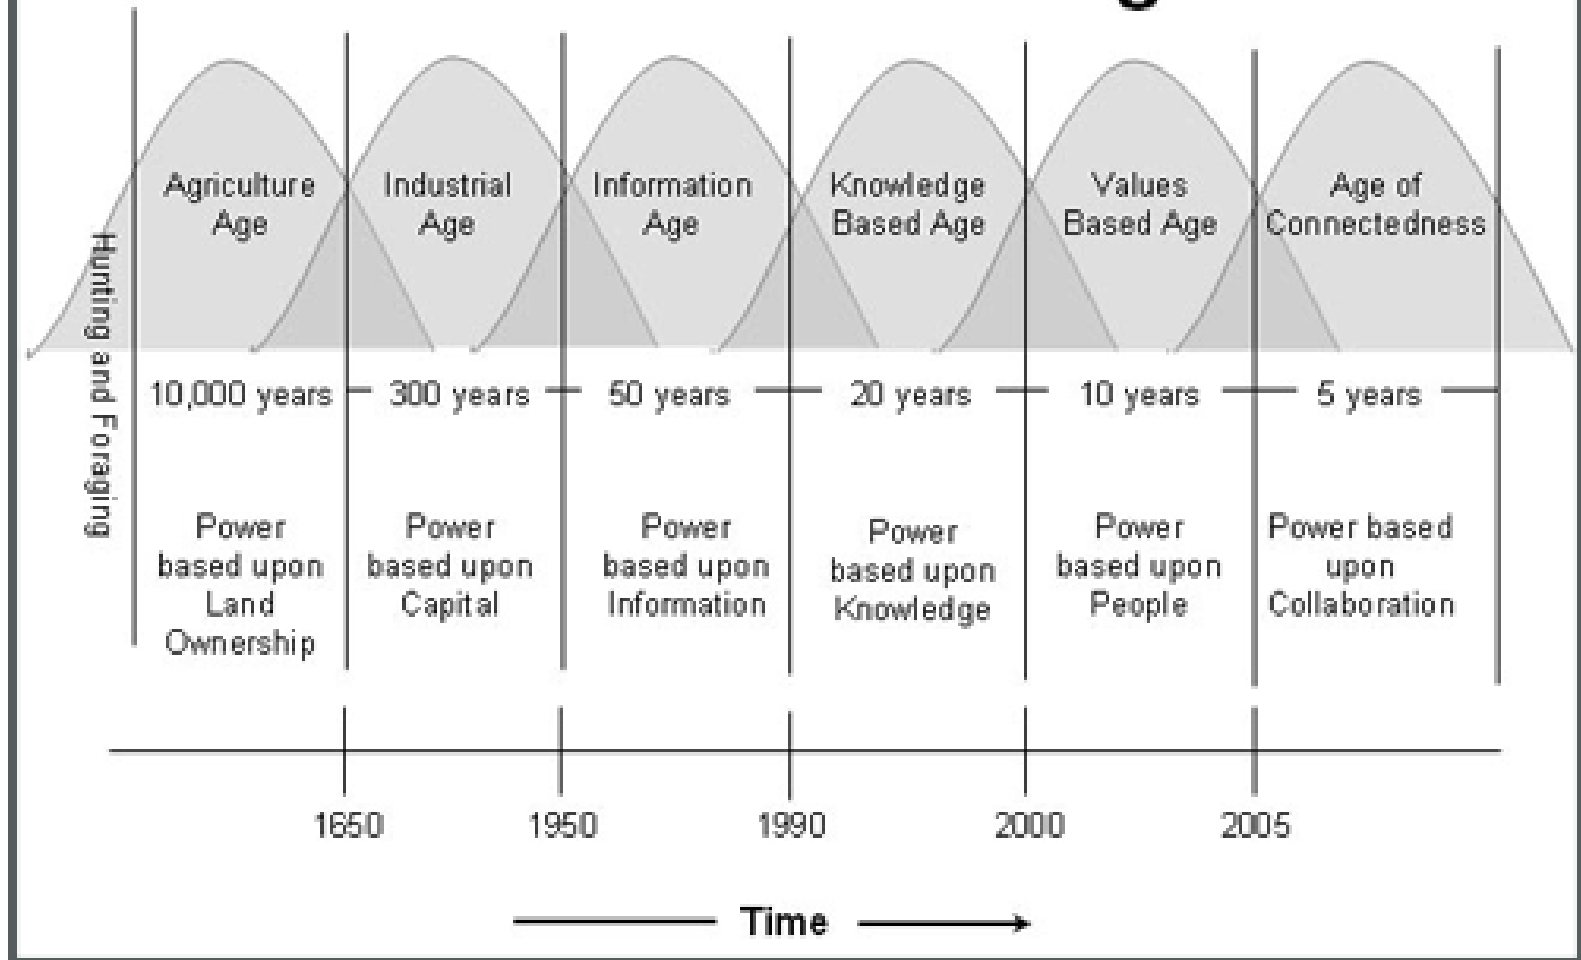 Agriculture
Age
Industrial
Age
Information
Age
Knowledge
Based Age
Values
Based Age
Age of
Connectedness
Hunting and Foraging
10,000 years
300 years
50 years
20 years
10 years
5 years
Power
based upon
Land
Ownership
Power
based upon
Capital
Power
based upon
Information
Power
based upon
Knowledge
Power
based upon
People
Power based
upon
Collaboration
1650
1950
1990
2000
2005
Time